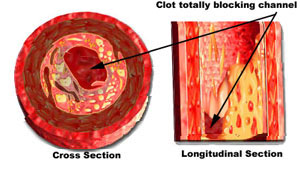 Clot totally blocking channel
Cross Section
Longitudinal Section